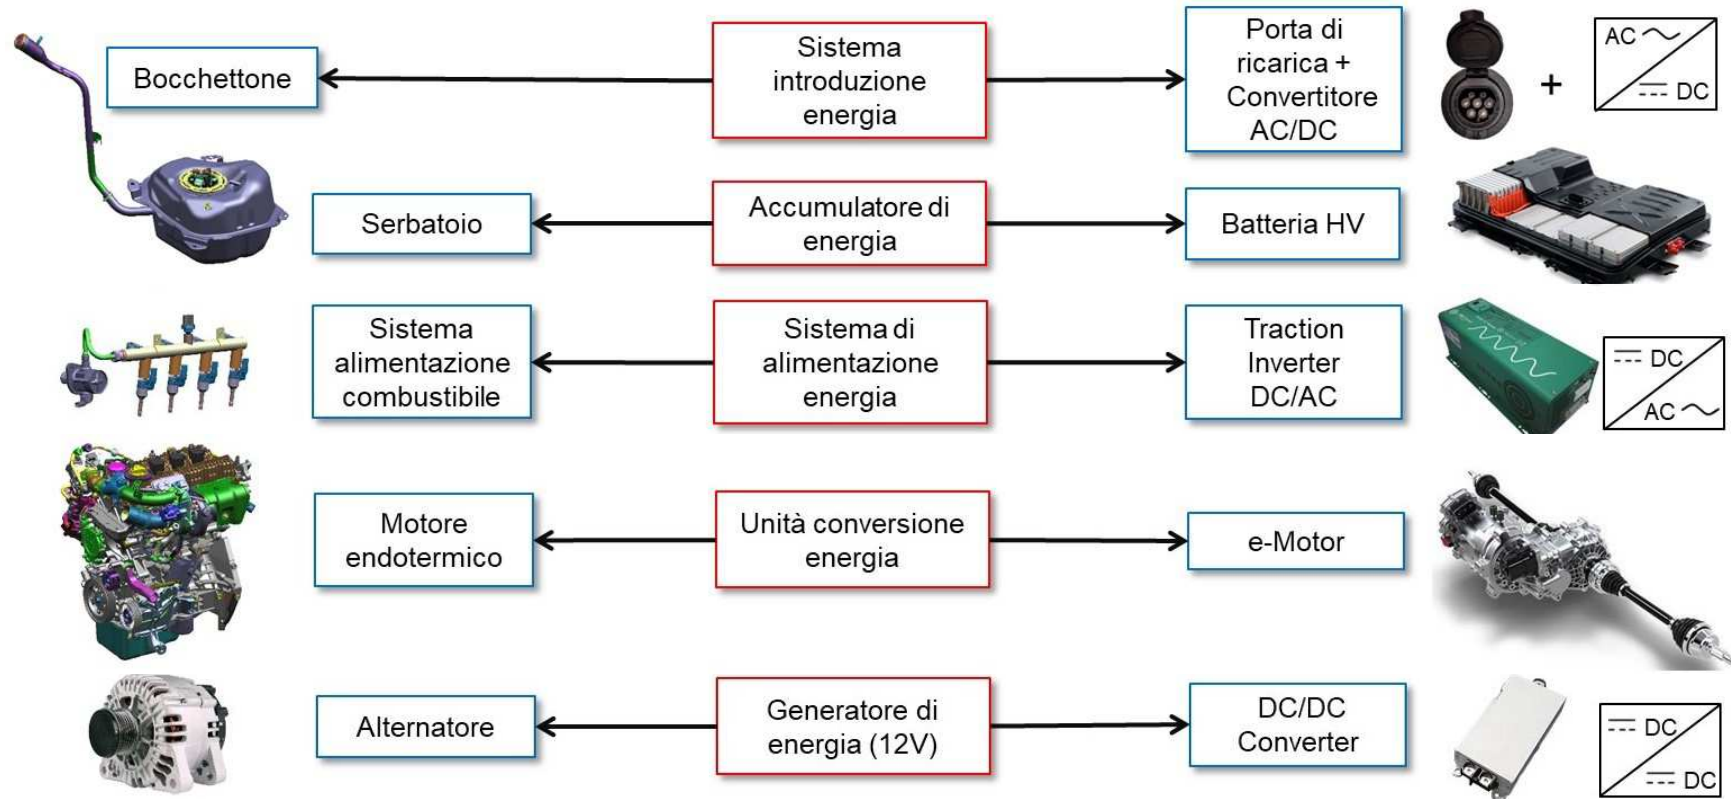 Bocchettone
Sistema
introduzione
energia
Porta di
ricarica +
Convertitore
AC/DC
+
AC
DC
Serbatoio
Accumulatore di
energia
Batteria HV
Sistema
alimentazione
combustibile
Sistema di
alimentazione
energia
Traction
Inverter
DC/AC
DC
AC
Motore
endotermico
Unità conversione
energia
e-Motor
Alternatore
Generatore di
energia (12V)
DC/DC
Converter
DC
DC